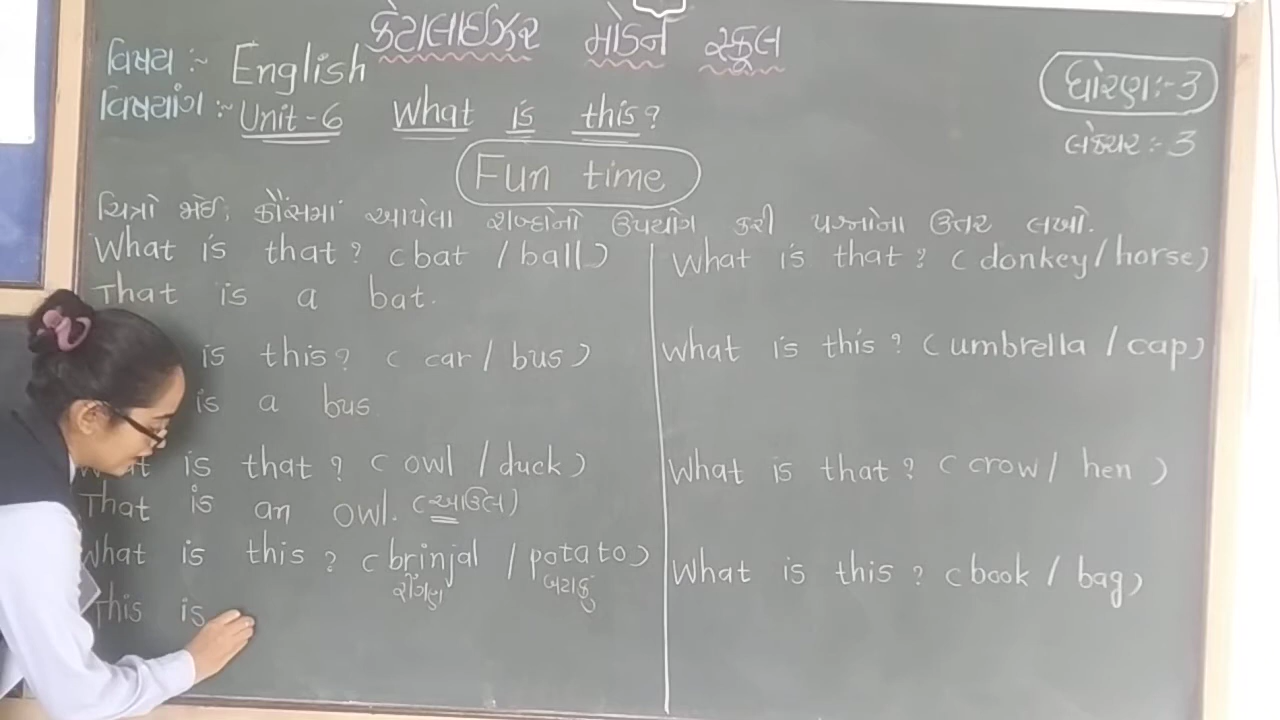 કેટાલાઈઝર મોડર્ન સ્કૂલ
વિષય :- English
વિષયાંગ :- Unit-6 What is this?
ધોરણ :- 3
લેક્ચર :- 3
Fun time
ચિત્રો જોઈ, કૌંસમાં આપેલા શબ્દોનો ઉપયોગ કરી પ્રશ્નોના ઉત્તર લખો.
What is that? (bat / ball)
That is a bat.
is this? (car / bus)
is a bus
What is that? (owl / duck)
That is an owl. (આઉલ)
What is this? (brinjal / potato)
રીંગણ બટાકુ
This is
What is that? (donkey / horse)
What is this? (umbrella / cap)
What is that? (crow / hen)
What is this? (book / bag)